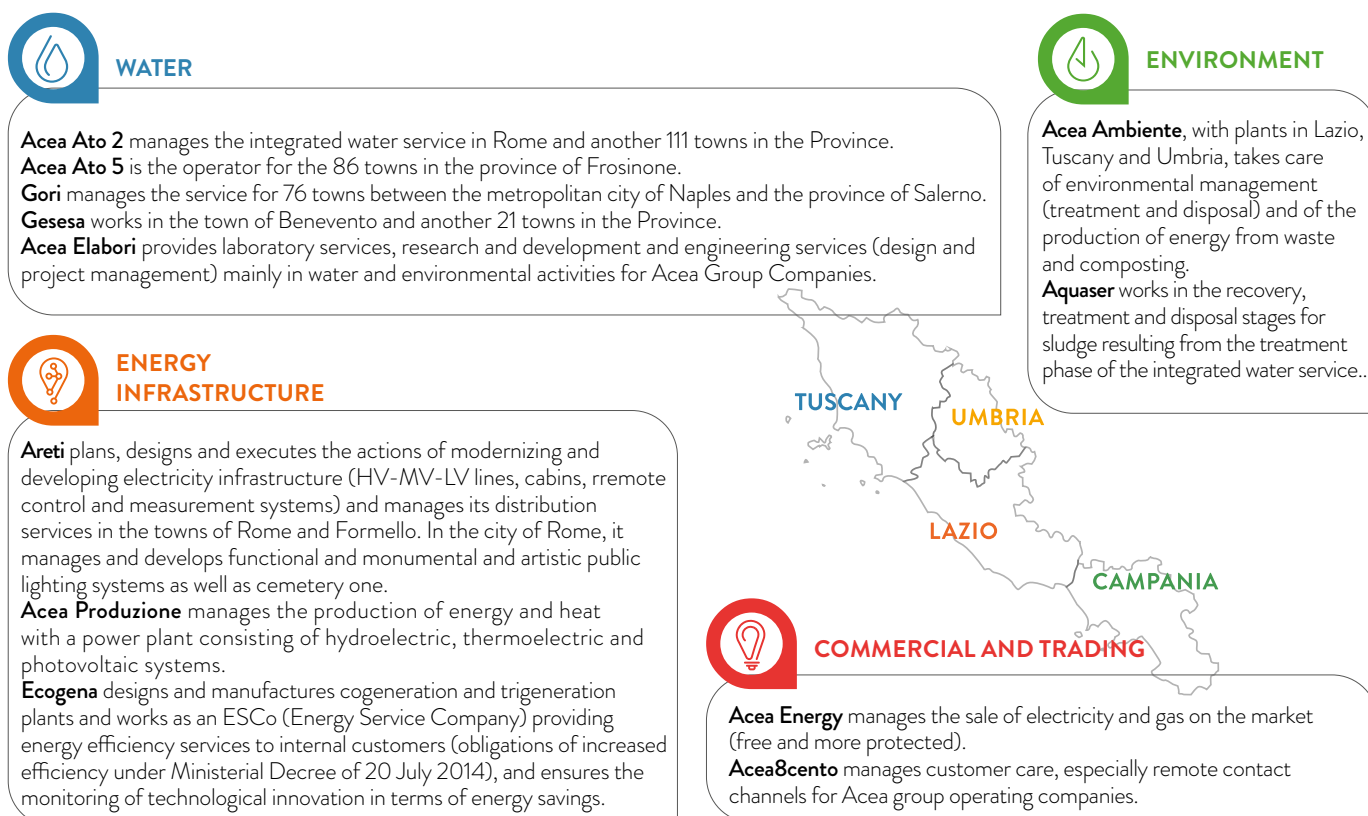 WATER
Acea Ato 2 manages the integrated water service in Rome and another 111 towns in the Province.
Acea Ato 5 is the operator for the 86 towns in the province of Frosinone.
Gori manages the service for 76 towns between the metropolitan city of Naples and the province of Salerno.
Gesesa works in the town of Benevento and another 21 towns in the Province.
Acea Elabori provides laboratory services, research and development and engineering services (design and
project management) mainly in water and environmental activities for Acea Group Companies.
ENVIRONMENT
Acea Ambiente, with plants in Lazio,
Tuscany and Umbria, takes care
of environmental management
(treatment and disposal) and of the
production of energy from waste
and composting.
Aquaser works in the recovery,
treatment and disposal stages for
sludge resulting from the treatment
phase of the integrated water service..
ENERGY
INFRASTRUCTURE
Areti plans, designs and executes the actions of modernizing and
developing electricity infrastructure (HV-MV-LV lines, cabins, rremote
control and measurement systems) and manages its distribution
services in the towns of Rome and Formello. In the city of Rome, it
manages and develops functional and monumental and artistic public
lighting systems as well as cemetery one.
Acea Produzione manages the production of energy and heat
with a power plant consisting of hydroelectric, thermoelectric and
photovoltaic systems.
Ecogena designs and manufactures cogeneration and trigeneration
plants and works as an ESCo (Energy Service Company) providing
energy efficiency services to internal customers (obligations of increased
efficiency under Ministerial Decree of 20 July 2014), and ensures the
monitoring of technological innovation in terms of energy savings.
TUSCANY
UMBRIA
LAZIO
CAMPANIA
COMMERCIAL AND TRADING
Acea Energy manages the sale of electricity and gas on the market
(free and more protected).
Acea8cento manages customer care, especially remote contact
channels for Acea group operating companies.